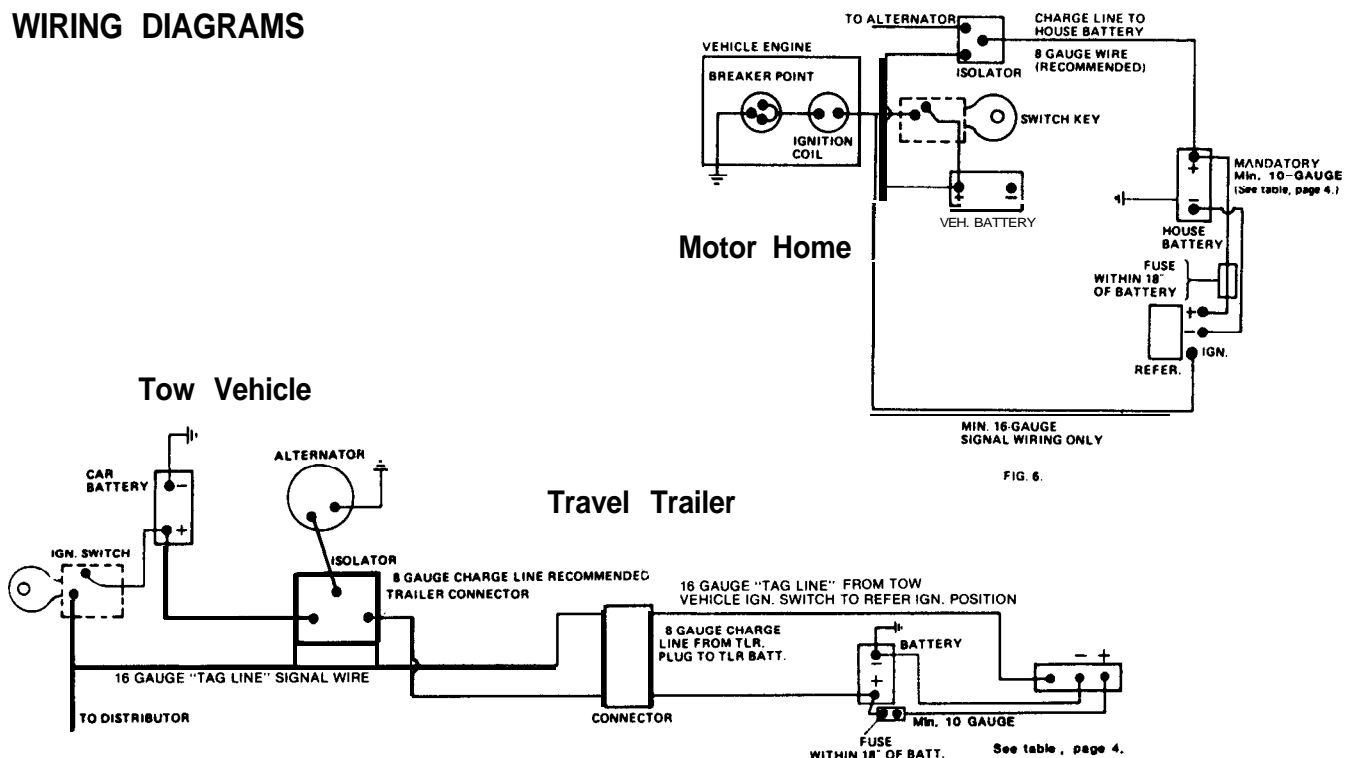 WIRING DIAGRAMS
TO ALTERNATOR
CHARGE LINE TO
HOUSE BATTERY
8 GAUGE WIRE
(RECOMMENDED)
ISOLATOR
VEHICLE ENGINE
BREAKER POINT
IGNITION
COIL
SWITCH KEY
+
-
VEH. BATTERY
Motor Home
+
-
MANDATORY
Min. 10-GAUGE
(See table, page 4.)
HOUSE
BATTERY
FUSE
WITHIN 18"
OF BATTERY
+
-
IGN.
REFER.
MIN. 16-GAUGE
SIGNAL WIRING ONLY
FIG. 6.
Tow Vehicle
CAR
BATTERY
-
+
ALTERNATOR
Travel Trailer
IGN. SWITCH
ISOLATOR
8 GAUGE CHARGE LINE RECOMMENDED
TRAILER CONNECTOR
16 GAUGE "TAG LINE" FROM TOW
VEHICLE IGN. SWITCH TO REFER IGN. POSITION
8 GAUGE CHARGE
LINE FROM TLR.
PLUG TO TLR BATT.
BATTERY
-
+
- +
16 GAUGE "TAG LINE" SIGNAL WIRE
TO DISTRIBUTOR
CONNECTOR
Min. 10 GAUGE
FUSE
WITHIN 18" OF BATT.
See table, page 4.